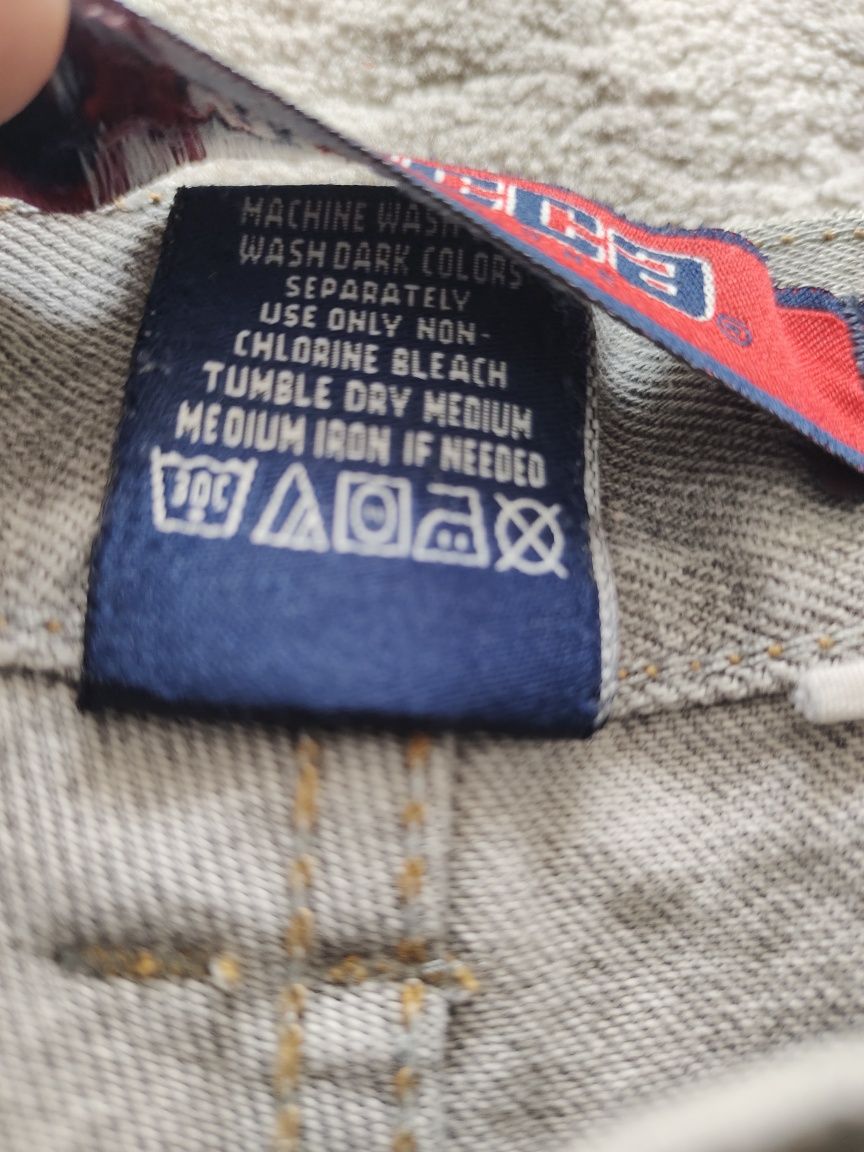 MACHINE WASH
WASH DARK COLORS
SEPARATELY
USE ONLY NON-
CHLORINE BLEACH
TUMBLE DRY MEDIUM
MEDIUM IRON IF NEEDED
30C
®